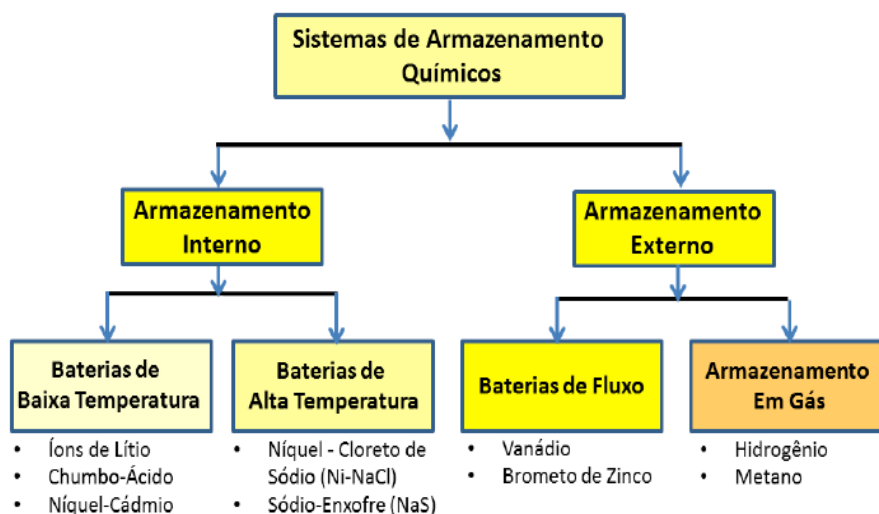 Sistemas de Armazenamento
Químicos
Armazenamento
Interno
Armazenamento
Externo
Baterias de
Baixa Temperatura
Baterias de
Alta Temperatura
Baterias de Fluxo
Armazenamento
Em Gás
• Íons de Lítio
• Chumbo-Ácido
• Níquel-Cádmio
• Níquel - Cloreto de
Sódio (Ni-NaCl)
• Sódio-Enxofre (NaS)
• Vanádio
• Brometo de Zinco
• Hidrogênio
• Metano